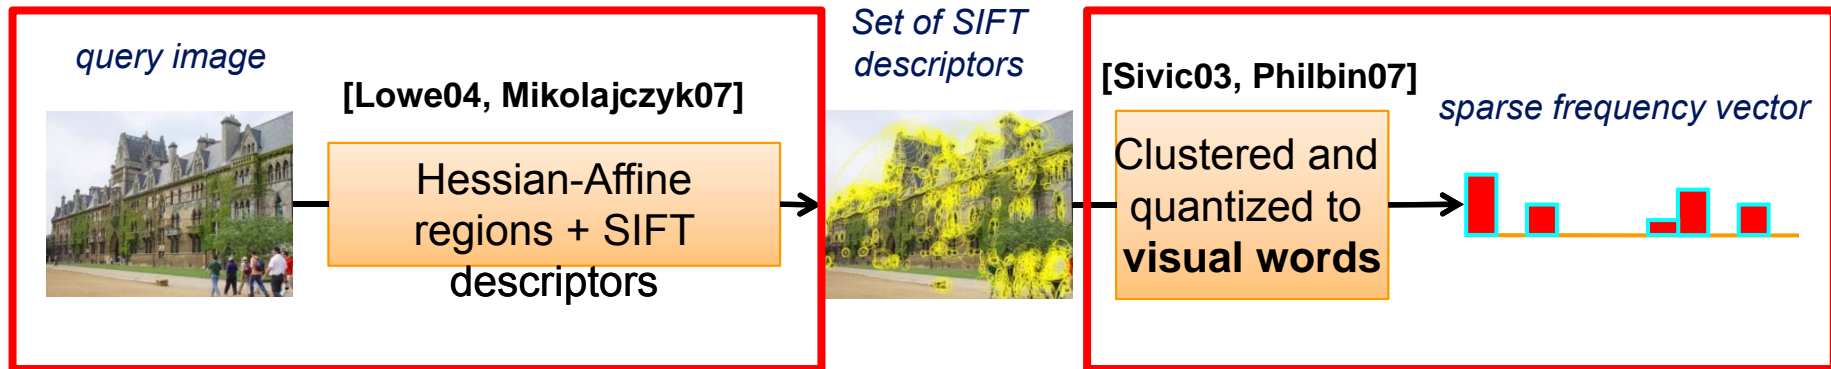 query image
[Lowe04, Mikolajczyk07]
Hessian-Affine
regions + SIFT
descriptors
Set of SIFT
descriptors
[Sivic03, Philbin07]
Clustered and
quantized to
visual words
sparse frequency vector